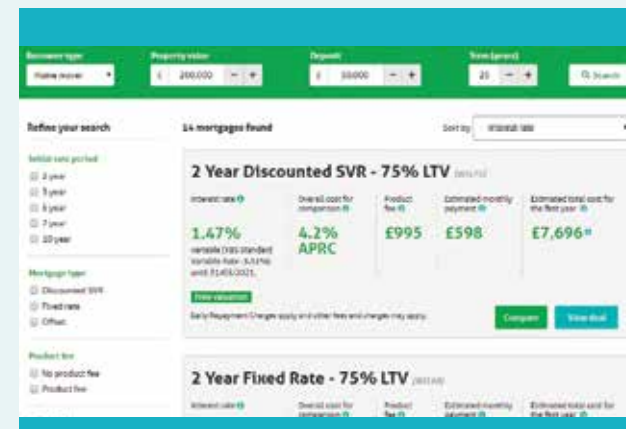 Borrower type Property value Deposit Term (years)
Home mover £ 200,000 - + £ 50,000 - + 25 - + Search
Refine your search 14 mortgages found Sort by Interest rate
Initial rate period
2 year
3 year
5 year
7 year
10 year
Mortgage type
Discounted SVR
Fixed rate
Offset
Product fee
No product fee
Product fee
2 Year Discounted SVR - 75% LTV
Interest rate Overall cost for comparison Product fee Estimated monthly payment Estimated total cost for the first year
1.47% 4.2% APRC £995 £598 £7,696
variable
until 31/03/2021.
Free valuation
Early Repayment Charges apply and other fees and charges may apply.
Compare View deal
2 Year Fixed Rate - 75% LTV
Interest rate Overall cost for comparison Product fee Estimated monthly payment Estimated total cost for the first year